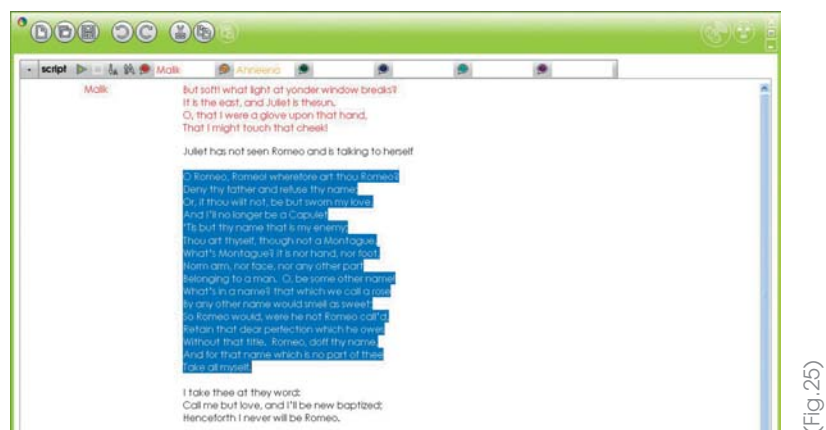 script Malik Ahneena
Malik But soft! what light at yonder window breaks?
It is the east, and Juliet is thesun.
O, that I were a glove upon that hand,
That I might touch that cheek!
Juliet has not seen Romeo and is talking to herself
O Romeo, Romeo! wherefore art thou Romeo?
Deny thy father and refuse thy name;
Or, if thou wilt not, be but sworn my love,
And I'll no longer be a Capulet.
'Tis but thy name that is my enemy;
Thou art thyself, though not a Montague.
What's Montague? it is nor hand, nor foot,
Norm arm, nor face, nor any other part
Belonging to a man. O, be some other name!
What's in a name? that which we call a rose
By any other name would smell as sweet;
So Romeo would, were he not Romeo call'd,
Retain that dear perfection which he owes
Without that title. Romeo, doff thy name,
And for that name which is no part of thee
Take all myself.
I take thee at they word:
Call me but love, and I'll be new baptized;
Henceforth I never will be Romeo.
(Fig.25)